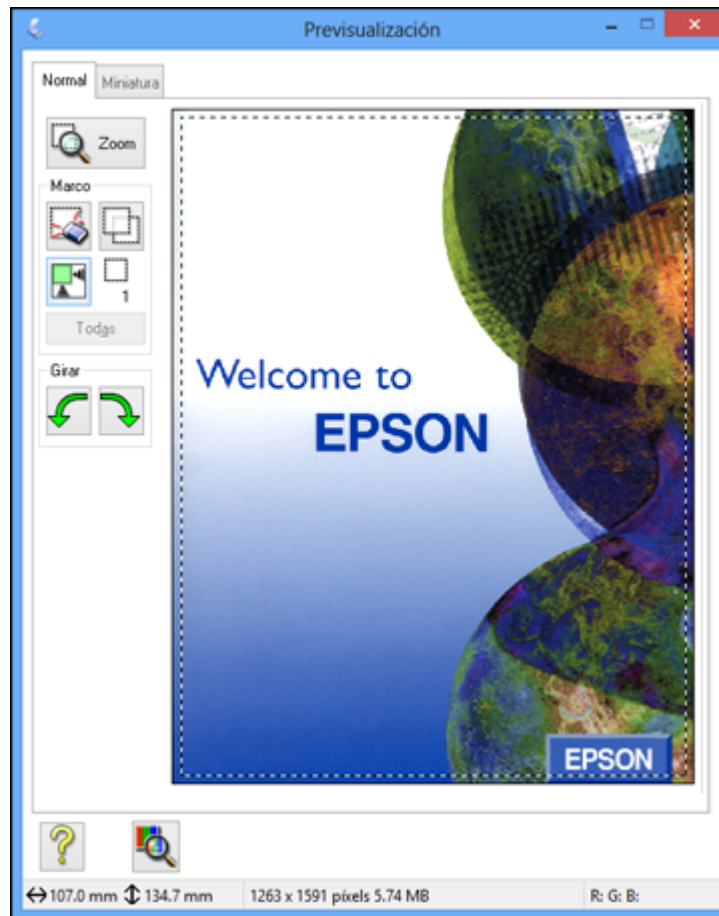 Previsualización
Normal Miniatura
Zoom
Marco
1
Todas
Girar
Welcome to
EPSON
EPSON
107.0 mm 134.7 mm 1263 x 1591 píxels 5.74 MB R: G: B: